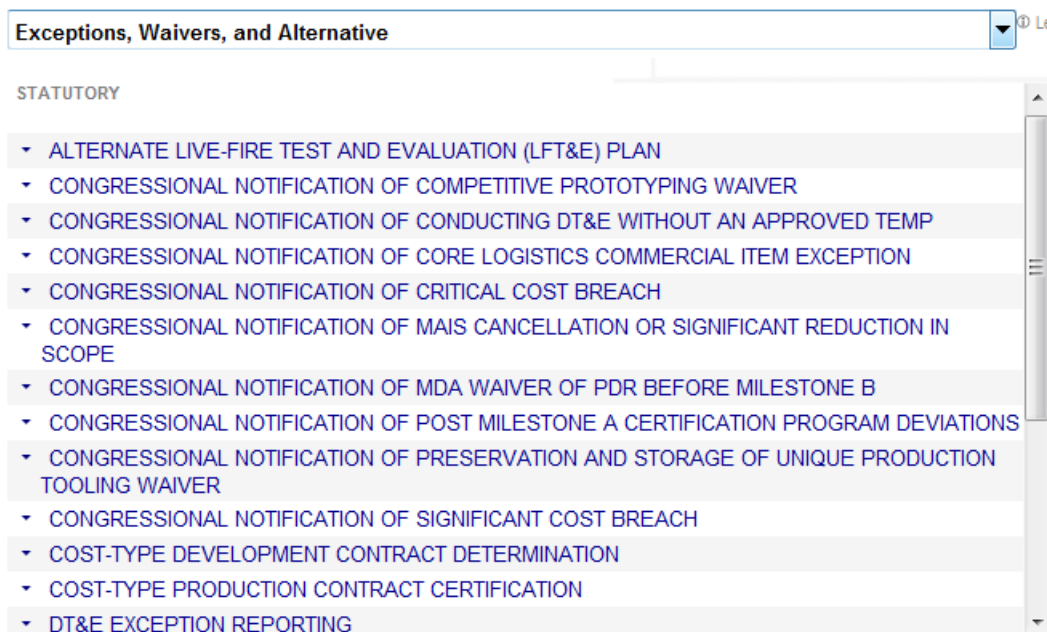 Exceptions, Waivers, and Alternative
Le
STATUTORY
ALTERNATE LIVE-FIRE TEST AND EVALUATION (LFT&E) PLAN
CONGRESSIONAL NOTIFICATION OF COMPETITIVE PROTOTYPING WAIVER
CONGRESSIONAL NOTIFICATION OF CONDUCTING DT&E WITHOUT AN APPROVED TEMP
CONGRESSIONAL NOTIFICATION OF CORE LOGISTICS COMMERCIAL ITEM EXCEPTION
CONGRESSIONAL NOTIFICATION OF CRITICAL COST BREACH
CONGRESSIONAL NOTIFICATION OF MAIS CANCELLATION OR SIGNIFICANT REDUCTION IN
SCOPE
CONGRESSIONAL NOTIFICATION OF MDA WAIVER OF PDR BEFORE MILESTONE B
CONGRESSIONAL NOTIFICATION OF POST MILESTONE A CERTIFICATION PROGRAM DEVIATIONS
CONGRESSIONAL NOTIFICATION OF PRESERVATION AND STORAGE OF UNIQUE PRODUCTION
TOOLING WAIVER
CONGRESSIONAL NOTIFICATION OF SIGNIFICANT COST BREACH
COST-TYPE DEVELOPMENT CONTRACT DETERMINATION
COST-TYPE PRODUCTION CONTRACT CERTIFICATION
DT&E EXCEPTION REPORTING